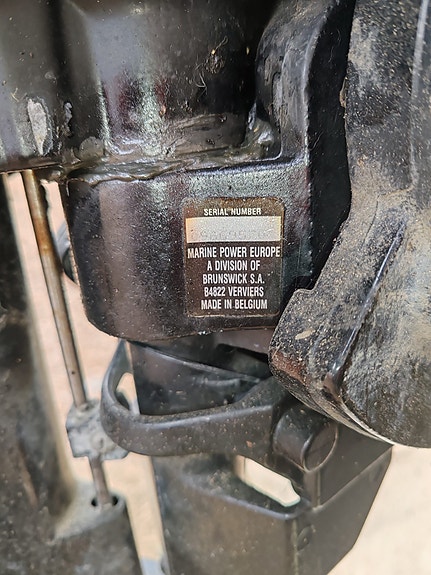 SERIAL NUMBER
MARINE POWER EUROPE
A DIVISION OF
BRUNSWICK S.A.
B4822 VERVIERS
MADE IN BELGIUM